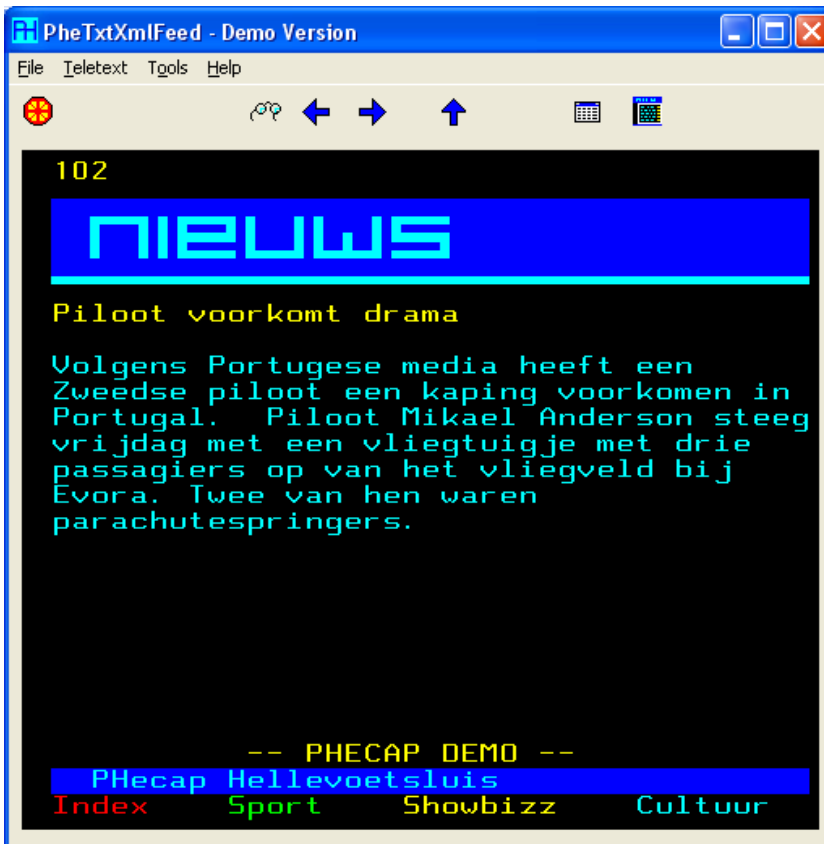 PheTxtXmlFeed - Demo Version
File Teletext Tools Help
102
nieuws
Piloot voorkomt drama
Volgens Portugese media heeft een
Zweedse piloot een kaping voorkomen in
Portugal. Piloot Mikael Anderson steeg
vrijdag met een vliegtuigje met drie
passagiers op van het vliegveld bij
Evora. Twee van hen waren
parachutespringers.
-- PHECAP DEMO --
PHecap Hellevoetsluis
Index Sport Showbizz Cultuur